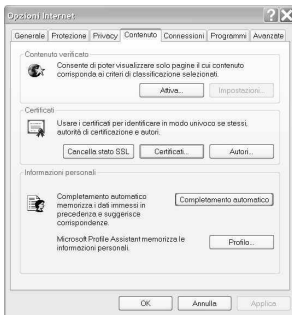 Opzioni Internet
Generale Protezione Privacy Contenuto Connessioni Programmi Avanzate
Contenuto verificato
Consente di poter visualizzare solo pagine il cui contenuto
corrisponda ai criteri di classificazione selezionati.
Attiva... Impostazioni...
Certificati
Usare i certificati per identificare in modo univoco se stessi,
autorità di certificazione e autori.
Cancella stato SSL Certificati... Autori...
Informazioni personali
Completamento automatico
memorizza i dati immessi in
precedenza e suggerisce
corrispondenze.
Completamento automatico
Microsoft Profile Assistant memorizza le
informazioni personali.
Profilo...
OK Annulla Applica